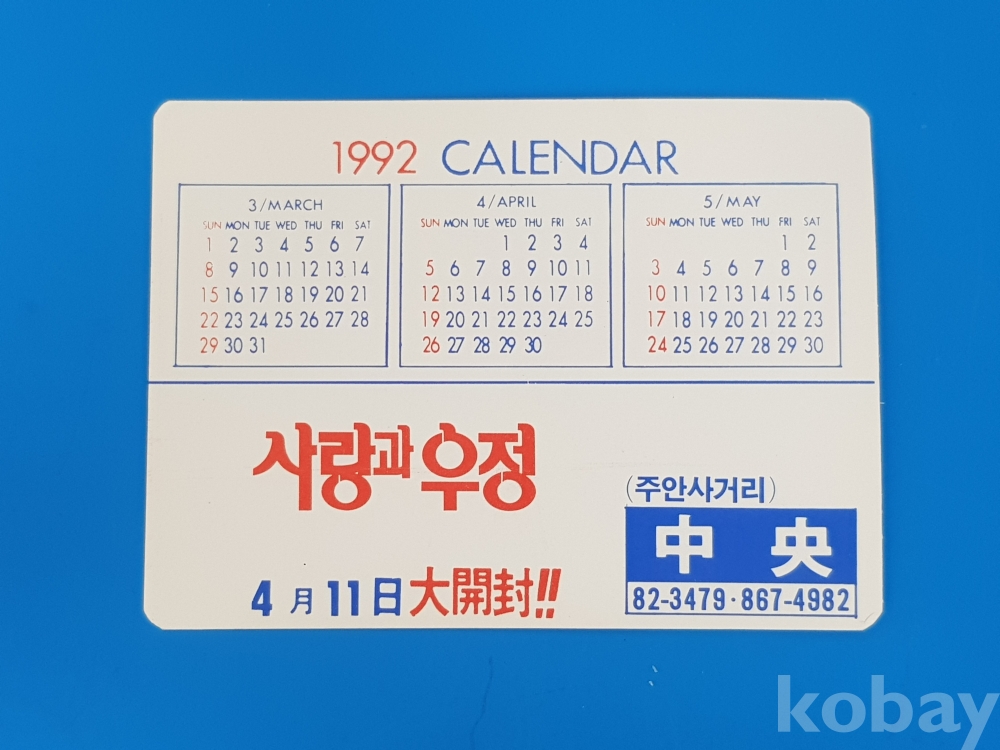 1992 CALENDAR
3/MARCH
SUN MON TUE WED THU FRI SAT
1 2 3 4 5 6 7
8 9 10 11 12 13 14
15 16 17 18 19 20 21
22 23 24 25 26 27 28
29 30 31
4/APRIL
SUN MON TUE WED THU FRI SAT
1 2 3 4
5 6 7 8 9 10 11
12 13 14 15 16 17 18
19 20 21 22 23 24 25
26 27 28 29 30
5/MAY
SUN MON TUE WED THU FRI SAT
1 2
3 4 5 6 7 8 9
10 11 12 13 14 15 16
17 18 19 20 21 22 23
24 25 26 27 28 29 30
사랑과 우정
4月 11日 大開封!!
(주안사거리)
中央
82-3479·867-4982
kobay